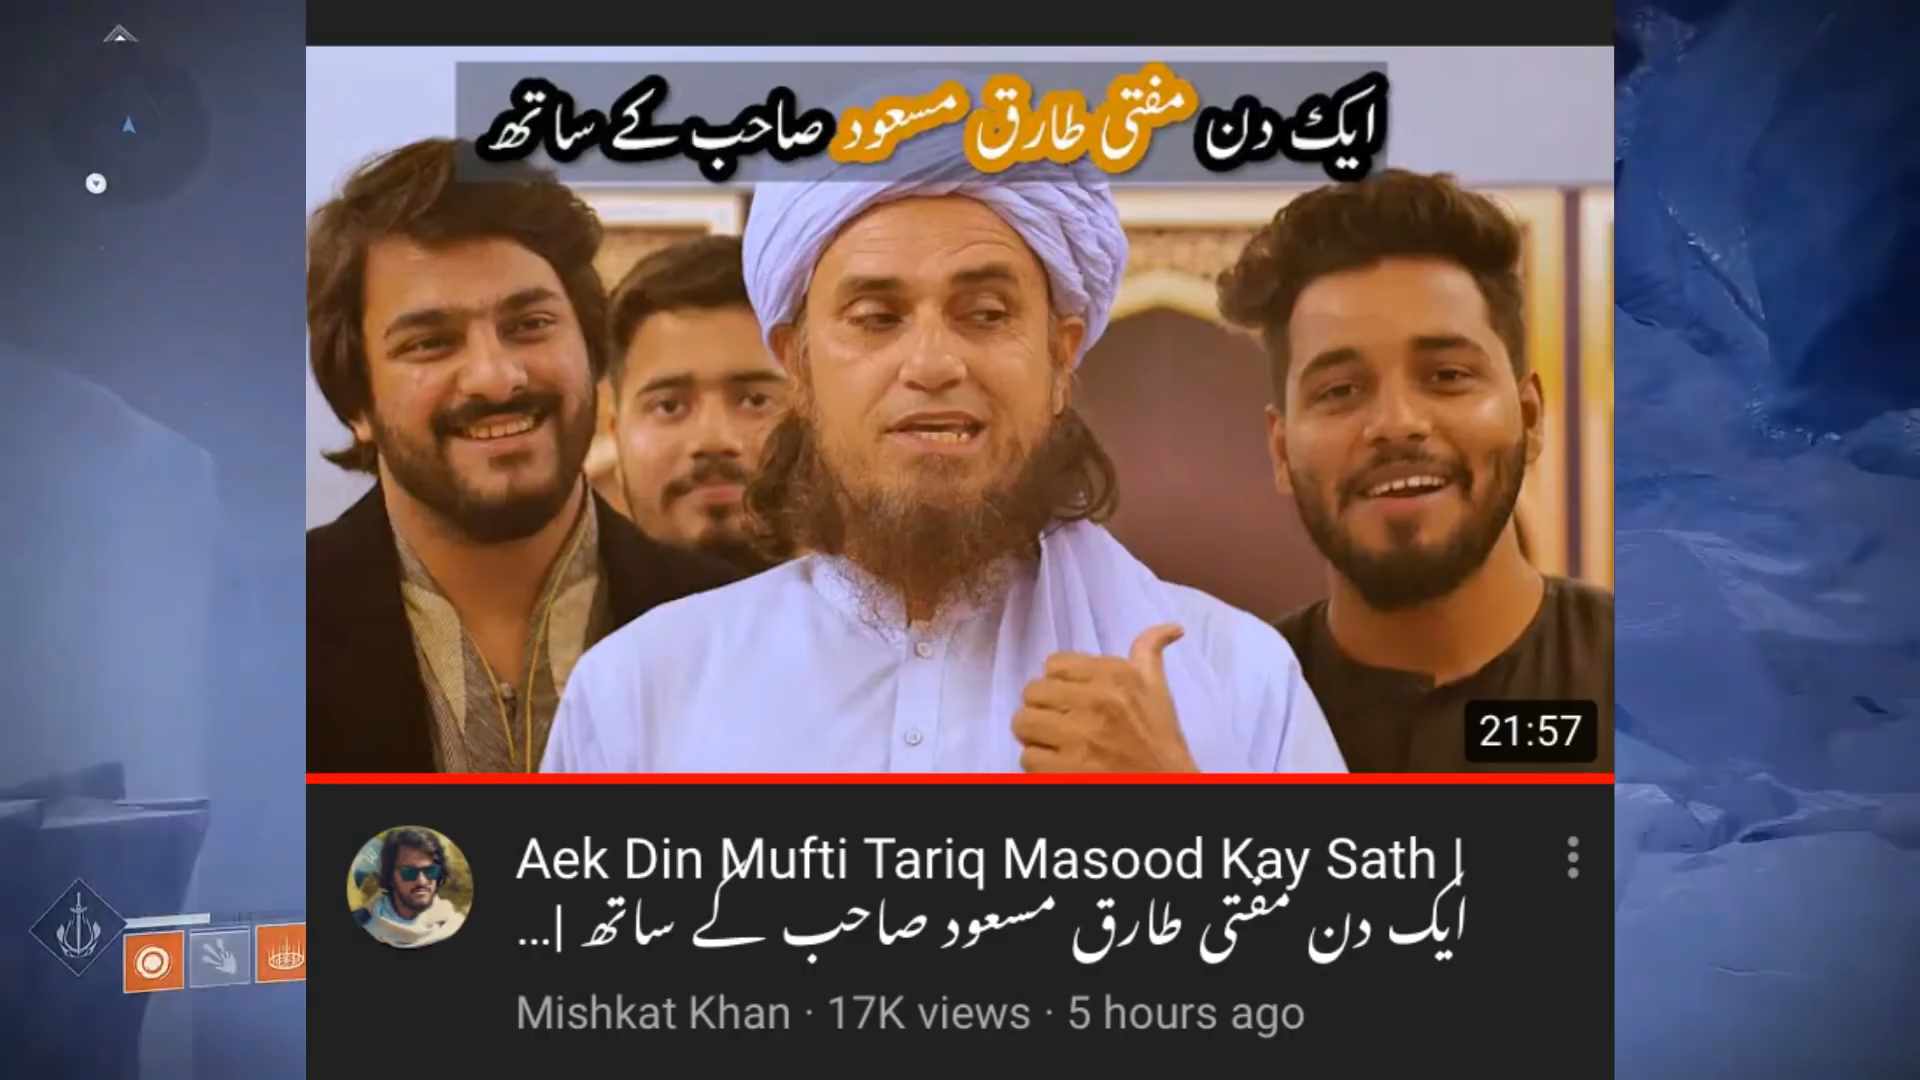 ایک دن مفتی طارق مسعود صاحب کے ساتھ
21:57
Aek Din Mufti Tariq Masood Kay Sath |
ایک دن مفتی طارق مسعود صاحب کے ساتھ |...
Mishkat Khan · 17K views · 5 hours ago